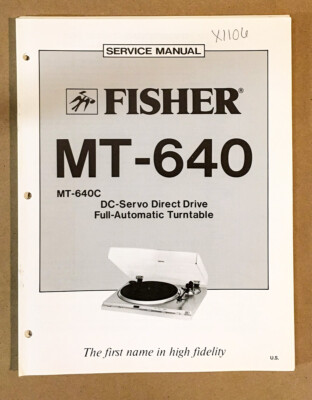 X1106
SERVICE MANUAL
FISHER®
MT-640
MT-640C
DC-Servo Direct Drive
Full-Automatic Turntable
The first name in high fidelity
U.S.